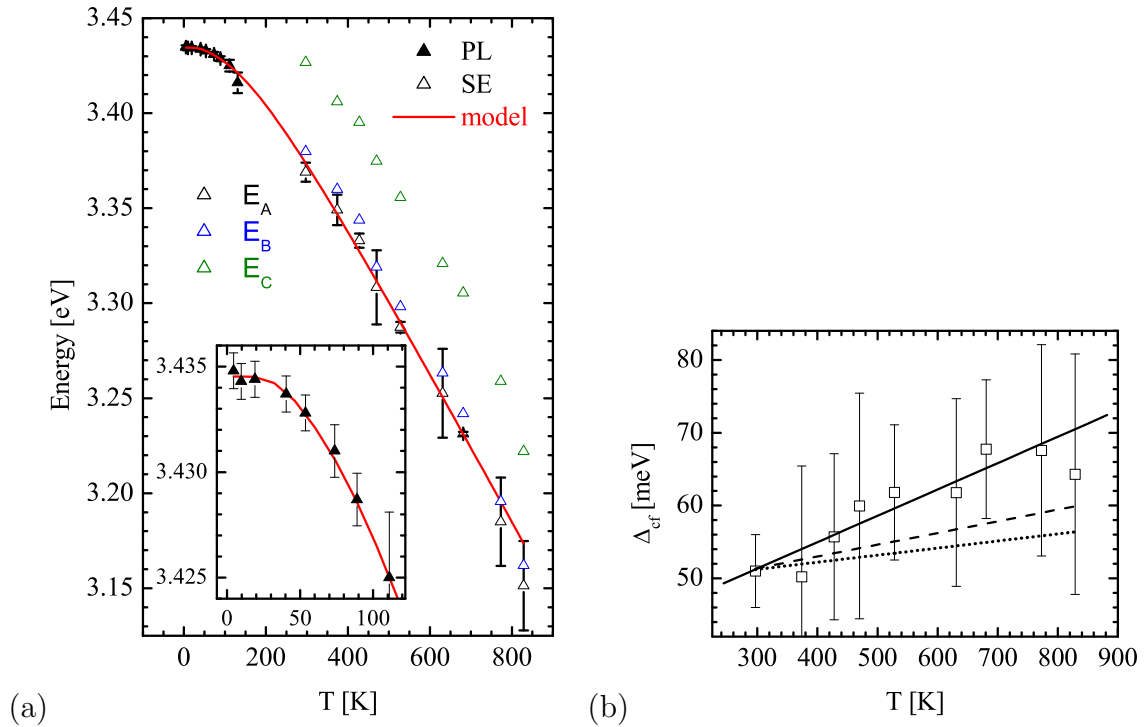 3.45
3.40
3.35
3.30
3.25
3.20
3.15
Energy [eV]
PL
SE
model
E_A
E_B
E_C
3.435
3.430
3.425
0 50 100
0 200 400 600 800
T [K]
(a)
80
70
60
50
Δ_cf [meV]
300 400 500 600 700 800 900
T [K]
(b)